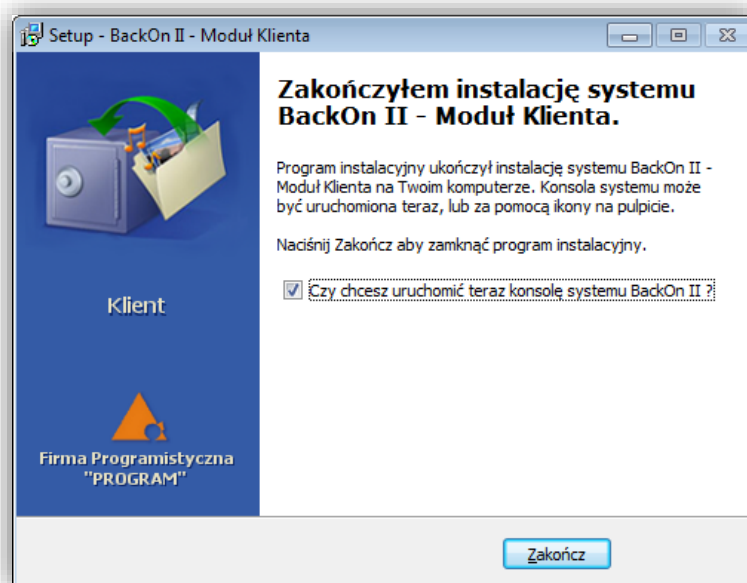 Setup - BackOn II - Moduł Klienta
Zakończyłem instalację systemu
BackOn II - Moduł Klienta.
Program instalacyjny ukończył instalację systemu BackOn II -
Moduł Klienta na Twoim komputerze. Konsola systemu może
być uruchomiona teraz, lub za pomocą ikony na pulpicie.
Naciśnij Zakończ aby zamknąć program instalacyjny.
Czy chcesz uruchomić teraz konsolę systemu BackOn II ?
Klient
Firma Programistyczna
"PROGRAM"
Zakończ